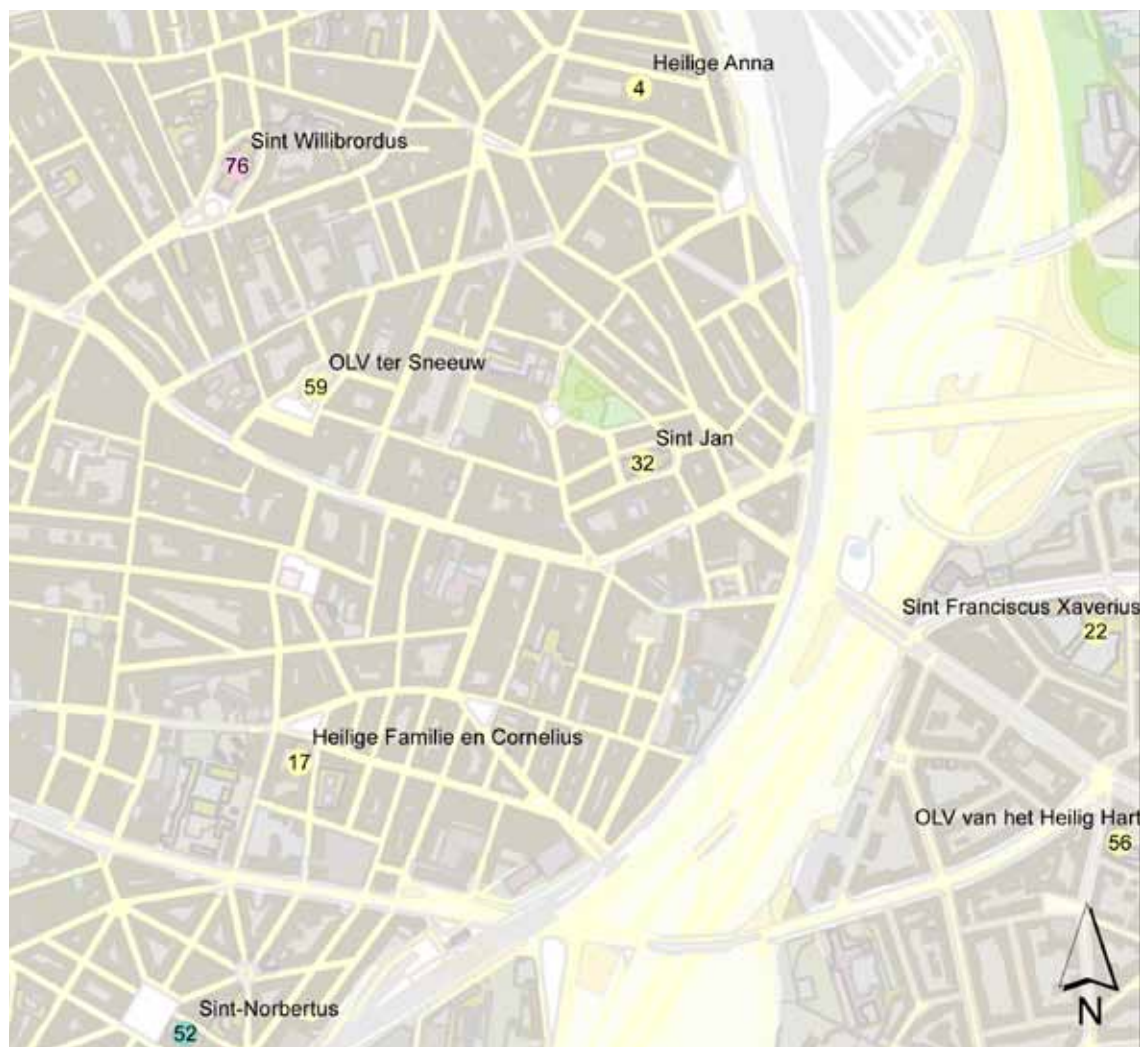 Heilige Anna
4
Sint Willibrordus
76
OLV ter Sneeuw
59
Sint Jan
32
Sint Franciscus Xaverius
22
Heilige Familie en Cornelius
17
OLV van het Heilig Hart
56
Sint-Norbertus
52
N